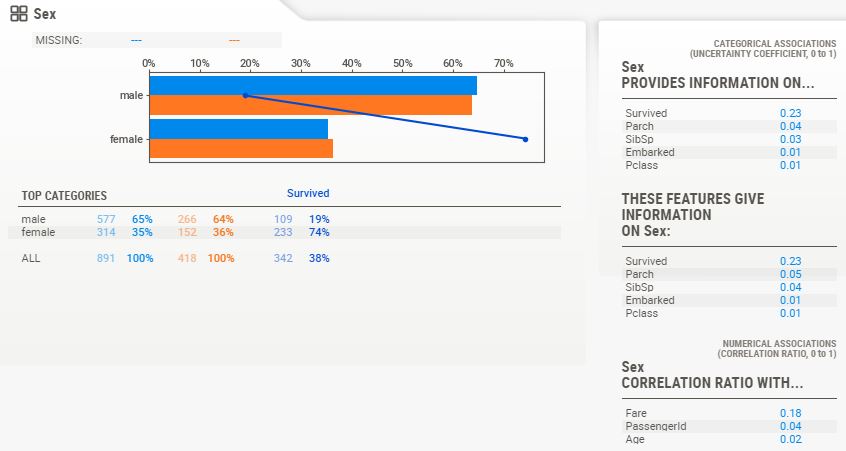 Sex
MISSING: --- ---
0% 10% 20% 30% 40% 50% 60% 70%
male
female
TOP CATEGORIES Survived
male 577 65% 266 64% 109 19%
female 314 35% 152 36% 233 74%
ALL 891 100% 418 100% 342 38%
CATEGORICAL ASSOCIATIONS
(UNCERTAINTY COEFFICIENT, 0 to 1)
Sex
PROVIDES INFORMATION ON...
Survived 0.23
Parch 0.04
SibSp 0.03
Embarked 0.01
Pclass 0.01
THESE FEATURES GIVE
INFORMATION
ON Sex:
Survived 0.23
Parch 0.05
SibSp 0.04
Embarked 0.01
Pclass 0.01
NUMERICAL ASSOCIATIONS
(CORRELATION RATIO, 0 to 1)
Sex
CORRELATION RATIO WITH...
Fare 0.18
PassengerId 0.04
Age 0.02